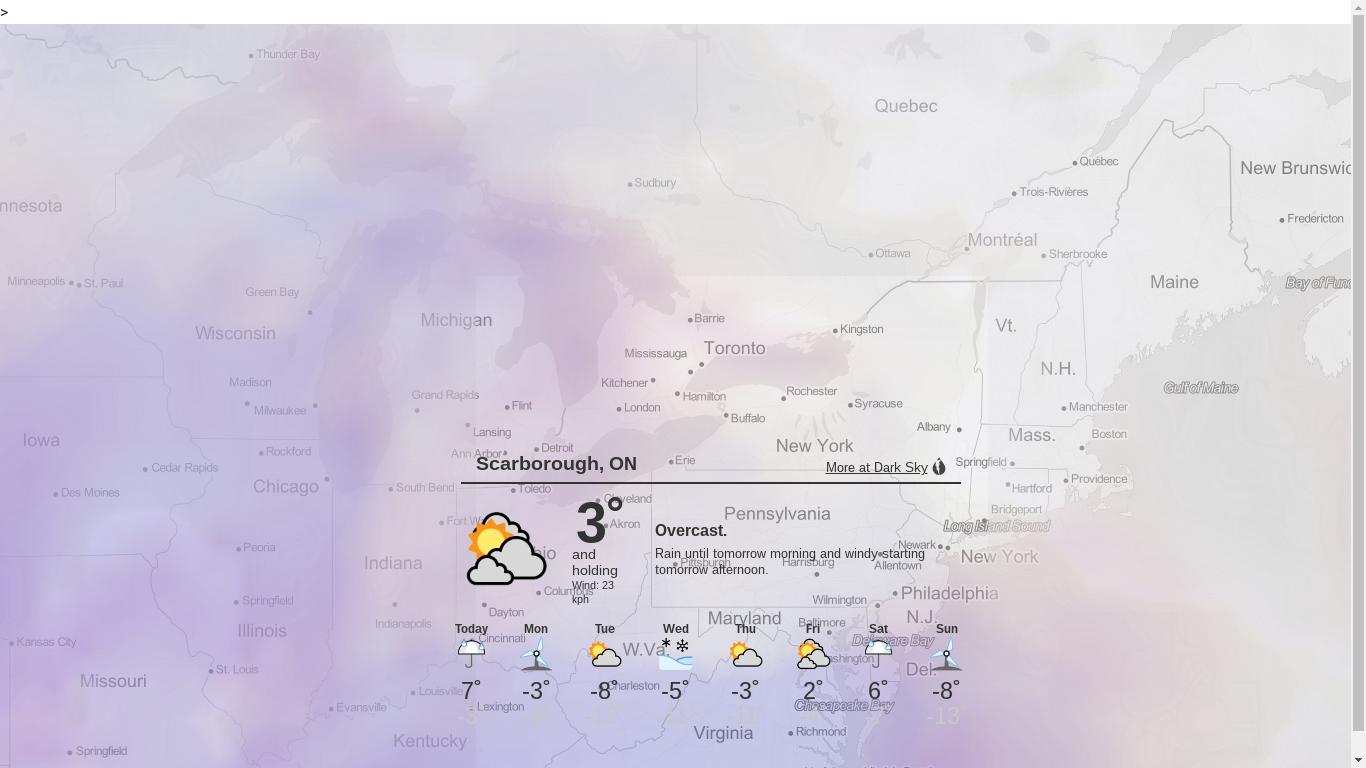 >
Thunder Bay
Quebec
Québec
New Brunswic
Sudbury
Trois-Rivières
nnesota
Fredericton
Montréal
Ottawa
Sherbrooke
Minneapolis
St. Paul
Maine
Bay of Fund
Green Bay
Michigan
Barrie
Kingston
Vt.
Wisconsin
Toronto
Mississauga
N.H.
Madison
Kitchener
Gulf of Maine
Grand Rapids
Hamilton
Rochester
Milwaukee
Flint
London
Syracuse
Manchester
Buffalo
Lansing
Albany
Iowa
New York
Mass.
Boston
Rockford
Ann Arbor
Detroit
Erie
Scarborough, ON
More at Dark Sky
Springfield
Cedar Rapids
Chicago
South Bend
Toledo
Hartford
Providence
Des Moines
Cleveland
Bridgeport
Pennsylvania
3°
Fort W
Akron
Long Island Sound
Overcast.
Peoria
Newark
New York
and
holding
Rain until tomorrow morning and windy starting
tomorrow afternoon.
Indiana
hio
Pittsburgh
Harrisburg
Allentown
Wind: 23
kph
Columbus
Springfield
Philadelphia
Wilmington
Dayton
Indianapolis
Maryland
N.J.
Baltimore
Illinois
Today Mon Tue Wed Thu Fri Sat Sun
Cincinnati
Delaware Bay
Kansas City
W.Va.
ashington
St. Louis
Del.
Missouri
7° -3° -8° -5° -3° 2° 6° -8°
Louisville
Charleston
Evansville
Lexington
Chesapeake Bay
-3° -12° -11° -13°
Kentucky
Virginia
Richmond
Springfield